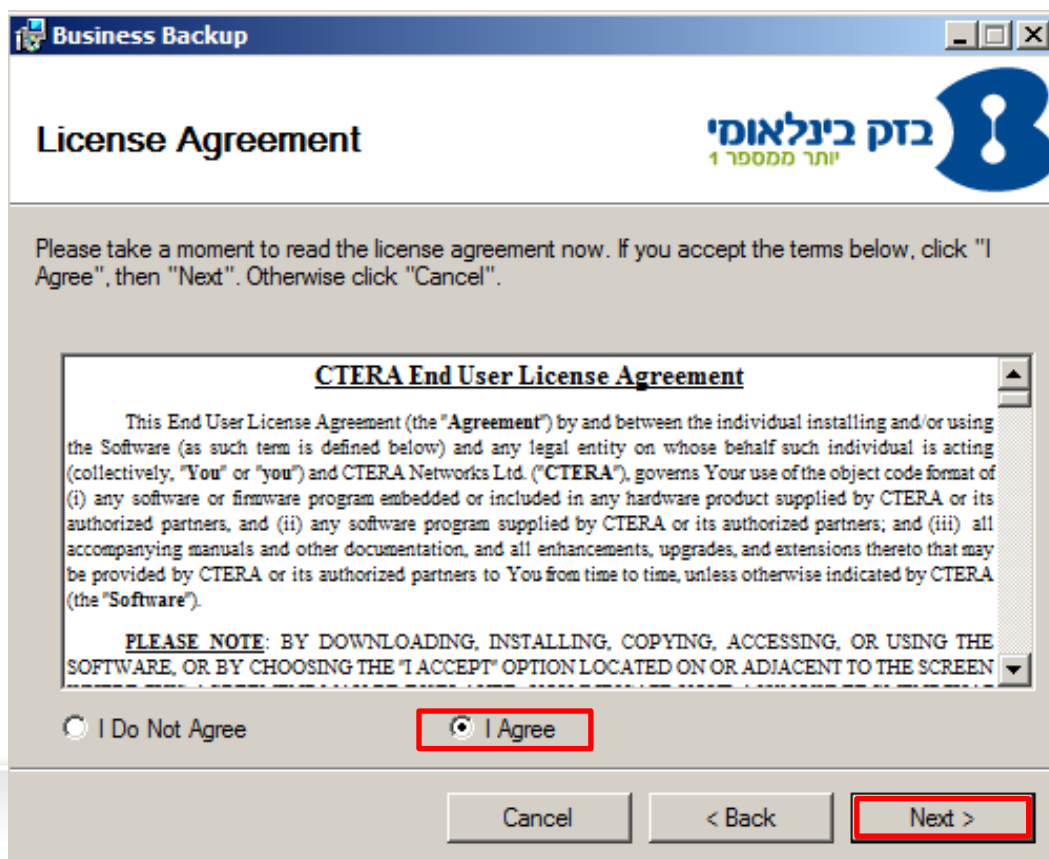 Business Backup
License Agreement
בזק בינלאומי
יותר ממספר 1
Please take a moment to read the license agreement now. If you accept the terms below, click "I
Agree", then "Next". Otherwise click "Cancel".
CTERA End User License Agreement
This End User License Agreement (the "Agreement") by and between the individual installing and/or using
the Software (as such term is defined below) and any legal entity on whose behalf such individual is acting
(collectively, "You" or "you") and CTERA Networks Ltd. ("CTERA"), governs Your use of the object code format of
(i) any software or firmware program embedded or included in any hardware product supplied by CTERA or its
authorized partners, and (ii) any software program supplied by CTERA or its authorized partners; and (iii) all
accompanying manuals and other documentation, and all enhancements, upgrades, and extensions thereto that may
be provided by CTERA or its authorized partners to You from time to time, unless otherwise indicated by CTERA
(the "Software").
PLEASE NOTE: BY DOWNLOADING, INSTALLING, COPYING, ACCESSING, OR USING THE
SOFTWARE, OR BY CHOOSING THE "I ACCEPT" OPTION LOCATED ON OR ADJACENT TO THE SCREEN
I Do Not Agree
I Agree
Cancel
< Back
Next >